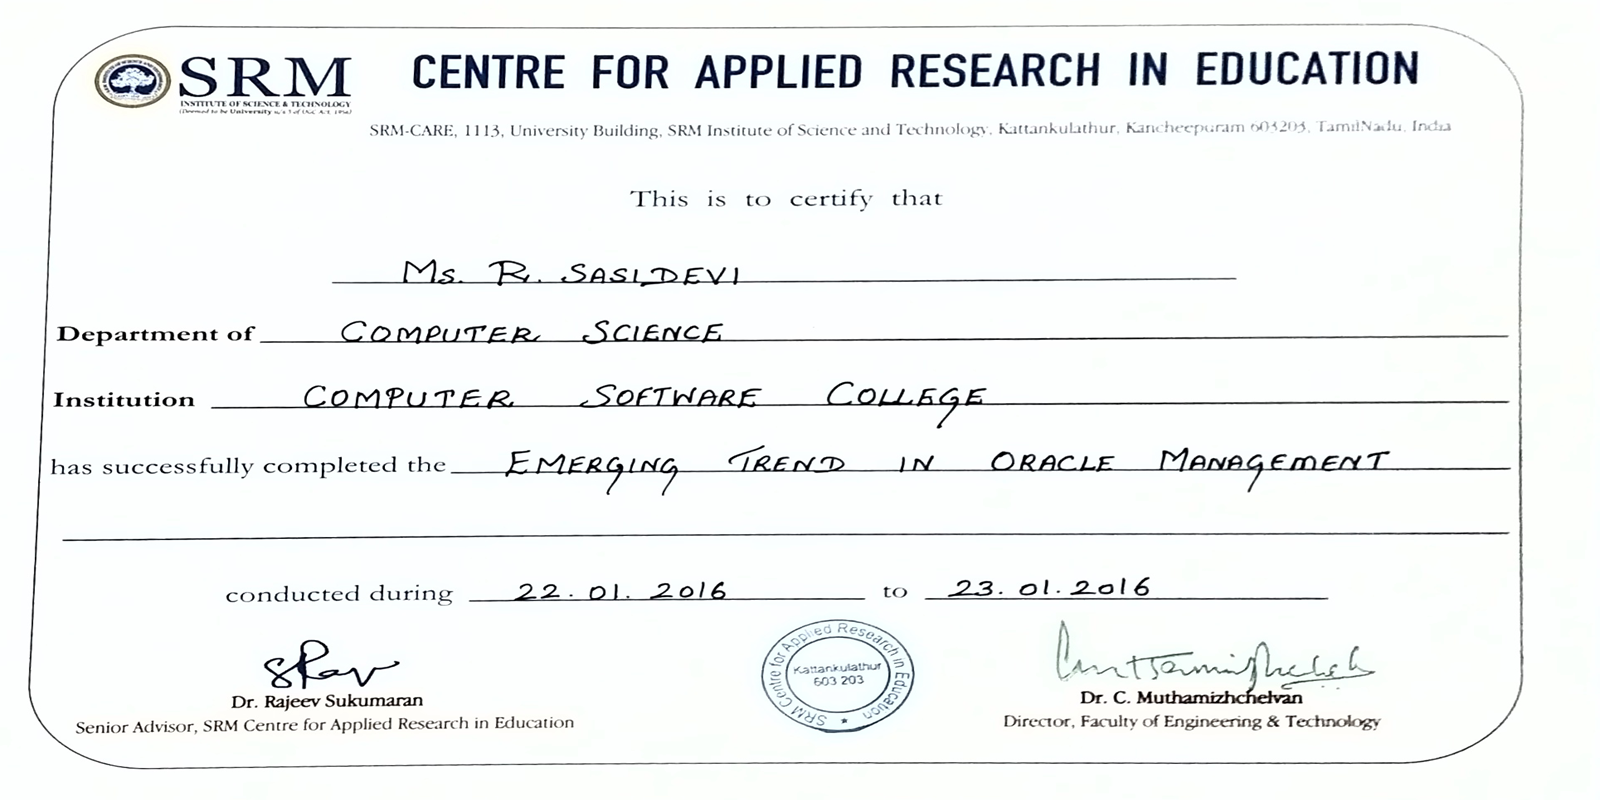 SRM
INSTITUTE OF SCIENCE & TECHNOLOGY
(Deemed to be University u/s 3 of UGC Act, 1956)
CENTRE FOR APPLIED RESEARCH IN EDUCATION
SRM-CARE, 1113, University Building, SRM Institute of Science and Technology, Kattankulathur, Kancheepuram 603203, TamilNadu, India
This is to certify that
Ms. R. SASIDEVI
Department of COMPUTER SCIENCE
Institution COMPUTER SOFTWARE COLLEGE
has successfully completed the EMERGING TREND IN ORACLE MANAGEMENT
conducted during 22.01.2016 to 23.01.2016
SRM Centre for Applied Research in Education
Kattankulathur
603 203
Dr. Rajeev Sukumaran
Senior Advisor, SRM Centre for Applied Research in Education
Dr. C. Muthamizhchelvan
Director, Faculty of Engineering & Technology